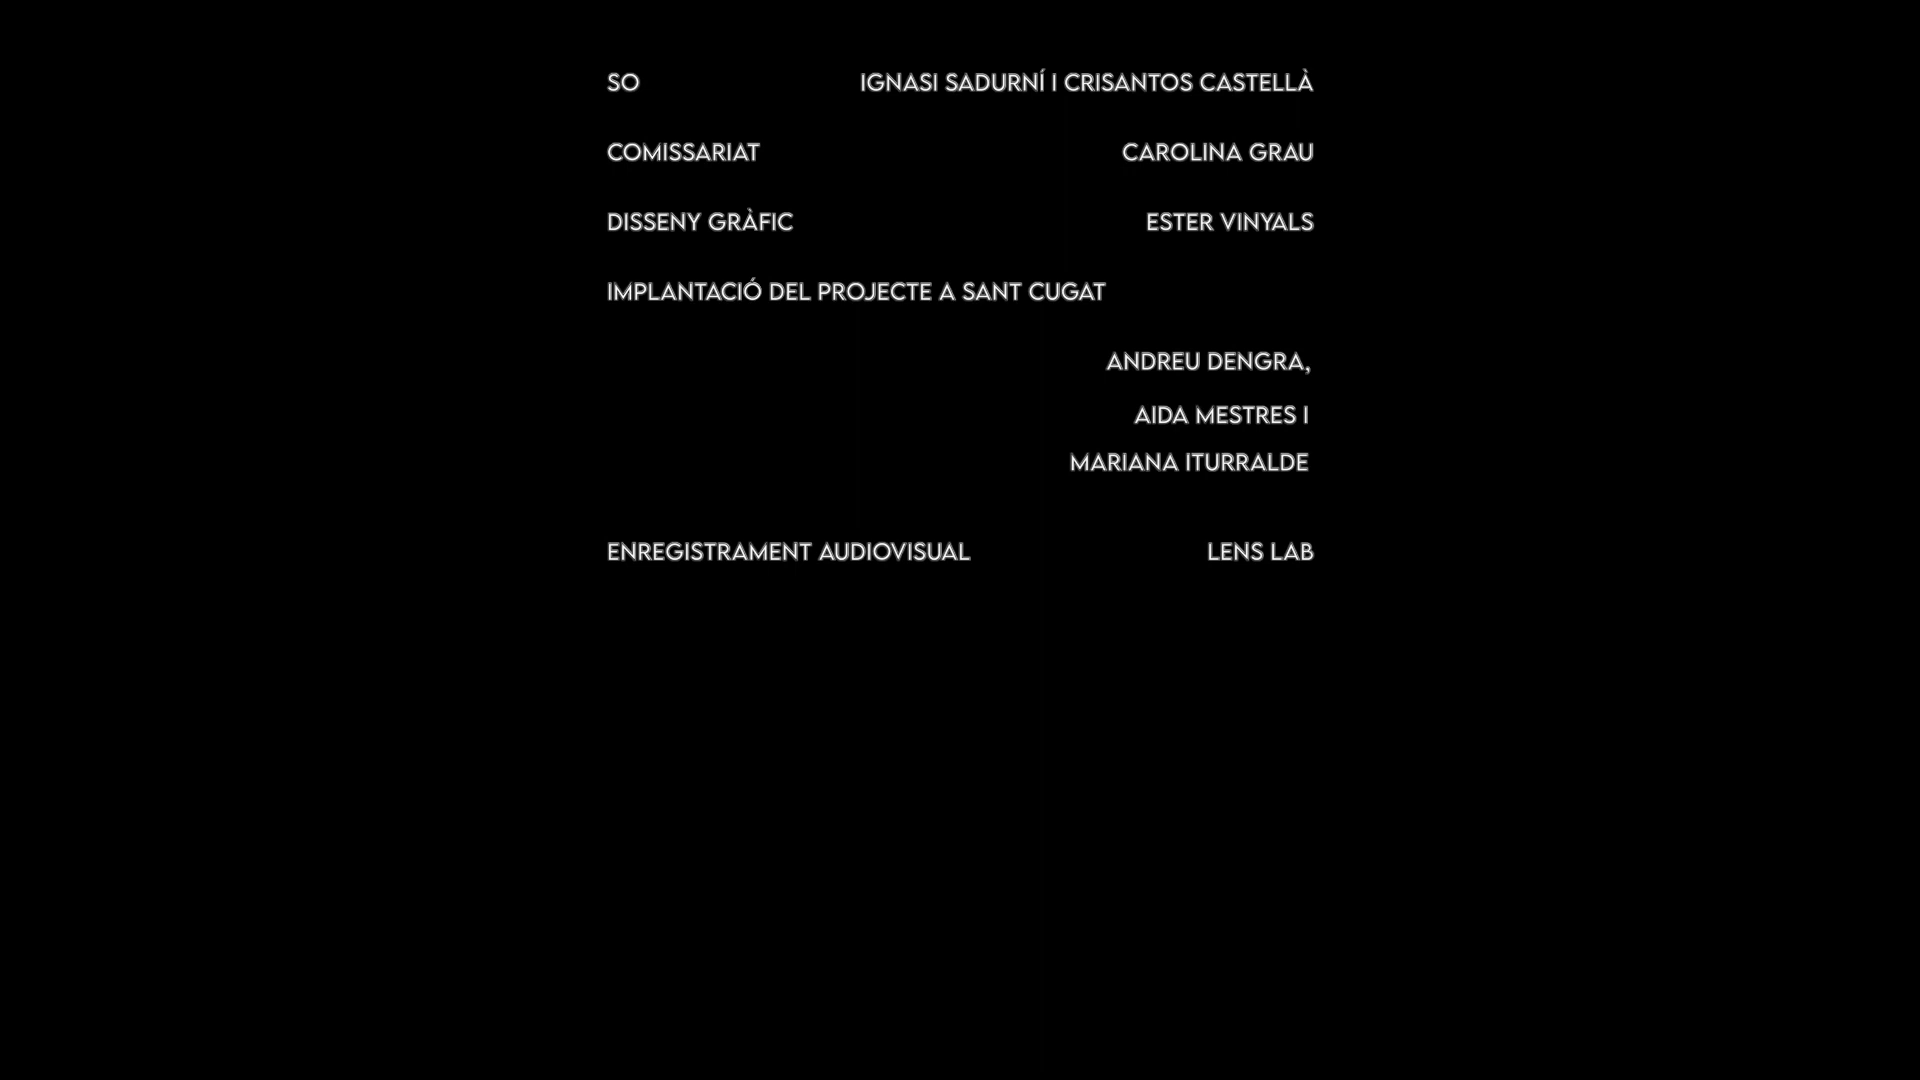 SO IGNASI SADURNÍ I CRISANTOS CASTELLÀ
COMISSARIAT CAROLINA GRAU
DISSENY GRÀFIC ESTER VINYALS
IMPLANTACIÓ DEL PROJECTE A SANT CUGAT
ANDREU DENGRA,
AIDA MESTRES I
MARIANA ITURRALDE
ENREGISTRAMENT AUDIOVISUAL LENS LAB